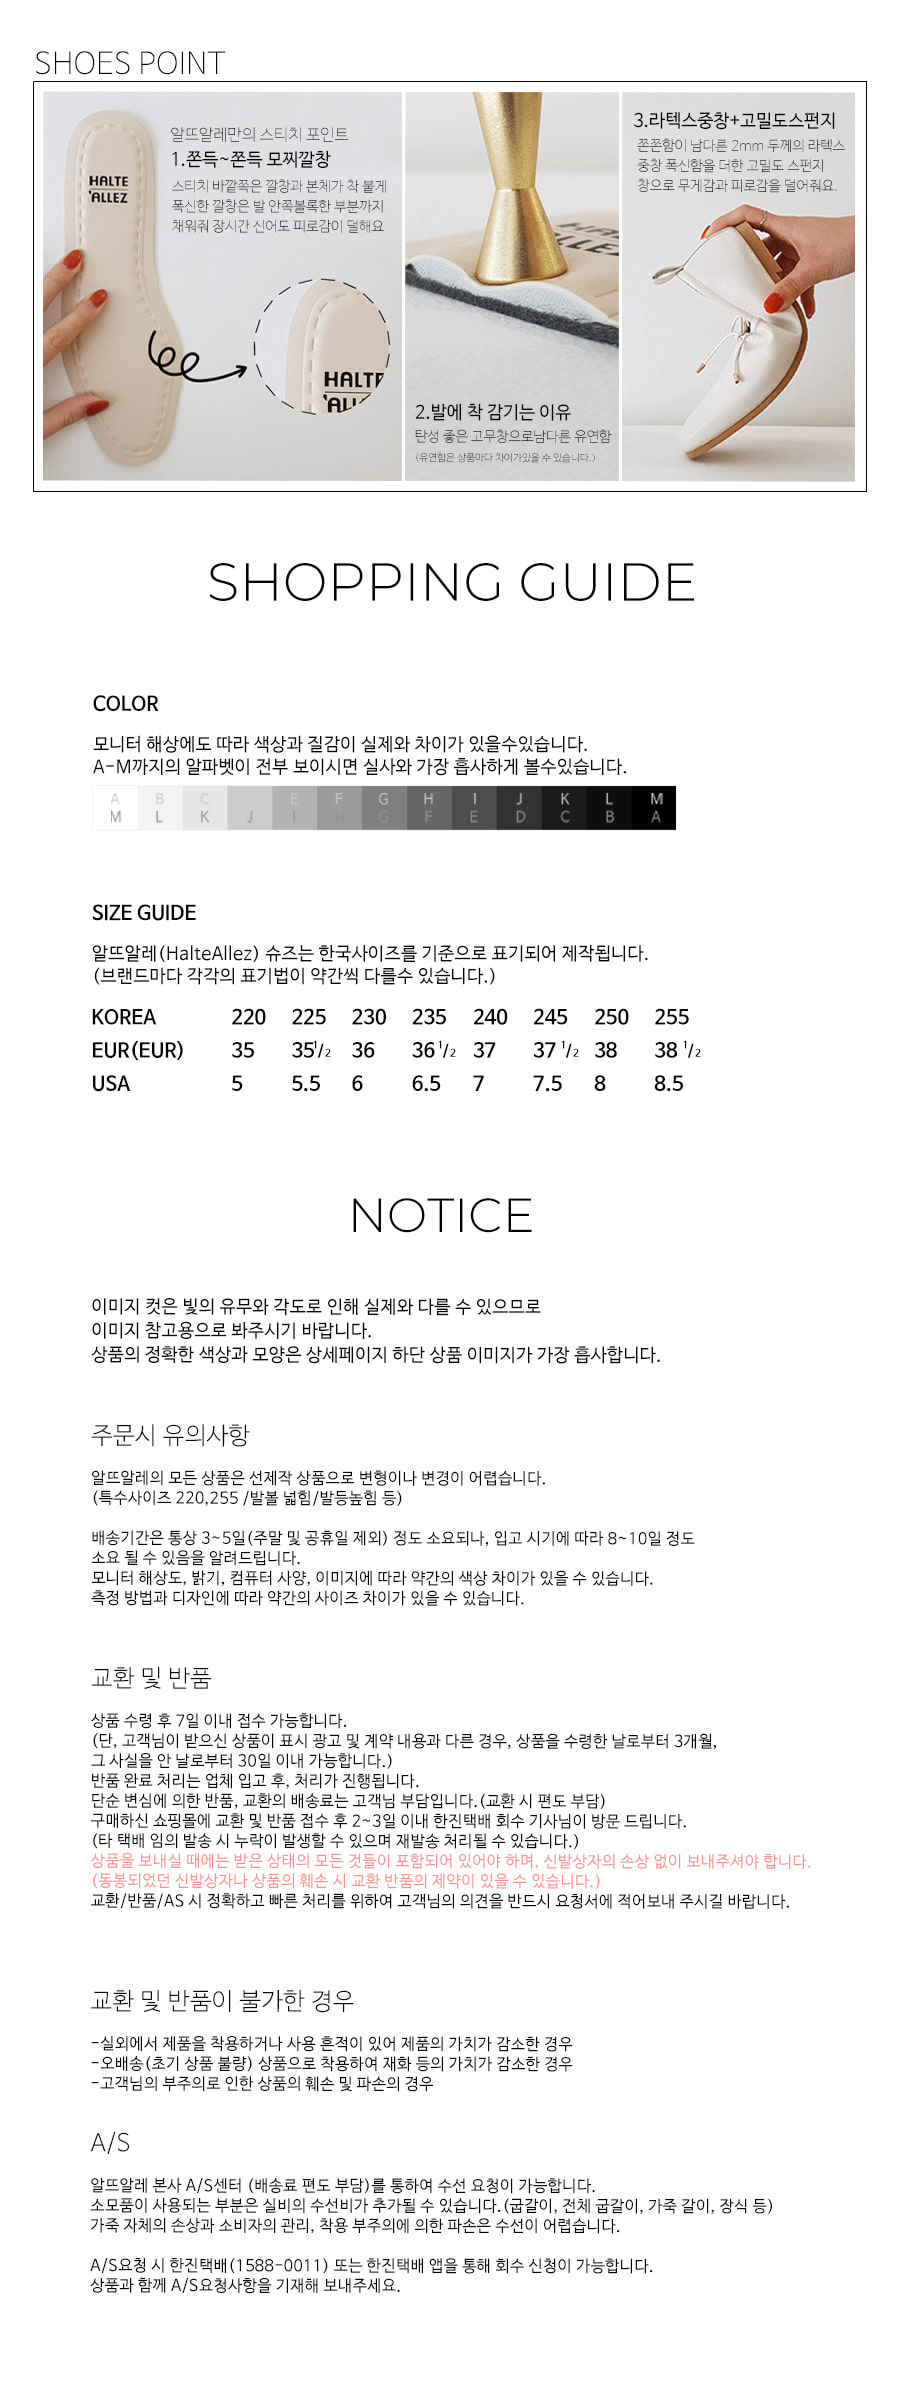 SHOES POINT
알뜨알레만의 스티치 포인트
1.쫀득~쫀득 모찌깔창
스티치 바깥쪽은 깔창과 본체가 착 붙게
폭신한 깔창은 발 안쪽볼록한 부분까지
채워줘 장시간 신어도 피로감이 덜해요
HALTE
'ALLEZ
HALTE
'ALL
HA
ALLEZ
2.발에 착 감기는 이유
탄성 좋은 고무창으로남다른 유연함
(유연함은 상품마다 차이가있을 수 있습니다.)
3.라텍스중창+고밀도스펀지
쫀쫀함이 남다른 2mm 두께의 라텍스
중창 폭신함을 더한 고밀도 스펀지
창으로 무게감과 피로감을 덜어줘요.
SHOPPING GUIDE
COLOR
모니터 해상에도 따라 색상과 질감이 실제와 차이가 있을수있습니다.
A-M까지의 알파벳이 전부 보이시면 실사와 가장 흡사하게 볼수있습니다.
A B C E F G H I J K L M
M L K J I H G F E D C B A
SIZE GUIDE
알뜨알레(HalteAllez) 슈즈는 한국사이즈를 기준으로 표기되어 제작됩니다.
(브랜드마다 각각의 표기법이 약간씩 다를수 있습니다.)
KOREA 220 225 230 235 240 245 250 255
EUR(EUR) 35 35 1/2 36 36 1/2 37 37 1/2 38 38 1/2
USA 5 5.5 6 6.5 7 7.5 8 8.5
NOTICE
이미지 컷은 빛의 유무와 각도로 인해 실제와 다를 수 있으므로
이미지 참고용으로 봐주시기 바랍니다.
상품의 정확한 색상과 모양은 상세페이지 하단 상품 이미지가 가장 흡사합니다.
주문시 유의사항
알뜨알레의 모든 상품은 선제작 상품으로 변형이나 변경이 어렵습니다.
(특수사이즈 220,255 /발볼 넓힘/발등높힘 등)
배송기간은 통상 3~5일(주말 및 공휴일 제외) 정도 소요되나, 입고 시기에 따라 8~10일 정도
소요 될 수 있음을 알려드립니다.
모니터 해상도, 밝기, 컴퓨터 사양, 이미지에 따라 약간의 색상 차이가 있을 수 있습니다.
측정 방법과 디자인에 따라 약간의 사이즈 차이가 있을 수 있습니다.
교환 및 반품
상품 수령 후 7일 이내 접수 가능합니다.
(단, 고객님이 받으신 상품이 표시 광고 및 계약 내용과 다른 경우, 상품을 수령한 날로부터 3개월,
그 사실을 안 날로부터 30일 이내 가능합니다.)
반품 완료 처리는 업체 입고 후, 처리가 진행됩니다.
단순 변심에 의한 반품, 교환의 배송료는 고객님 부담입니다.(교환 시 편도 부담)
구매하신 쇼핑몰에 교환 및 반품 접수 후 2~3일 이내 한진택배 회수 기사님이 방문 드립니다.
(타 택배 임의 발송 시 누락이 발생할 수 있으며 재발송 처리될 수 있습니다.)
상품을 보내실 때에는 받은 상태의 모든 것들이 포함되어 있어야 하며, 신발상자의 손상 없이 보내주셔야 합니다.
(동봉되었던 신발상자나 상품의 훼손 시 교환 반품의 제약이 있을 수 있습니다.)
교환/반품/AS 시 정확하고 빠른 처리를 위하여 고객님의 의견을 반드시 요청서에 적어보내 주시길 바랍니다.
교환 및 반품이 불가한 경우
-실외에서 제품을 착용하거나 사용 흔적이 있어 제품의 가치가 감소한 경우
-오배송(초기 상품 불량) 상품으로 착용하여 재화 등의 가치가 감소한 경우
-고객님의 부주의로 인한 상품의 훼손 및 파손의 경우
A/S
알뜨알레 본사 A/S센터 (배송료 편도 부담)를 통하여 수선 요청이 가능합니다.
소모품이 사용되는 부분은 실비의 수선비가 추가될 수 있습니다.(굽갈이, 전체 굽갈이, 가죽 갈이, 장식 등)
가죽 자체의 손상과 소비자의 관리, 착용 부주의에 의한 파손은 수선이 어렵습니다.
A/S요청 시 한진택배(1588-0011) 또는 한진택배 앱을 통해 회수 신청이 가능합니다.
상품과 함께 A/S요청사항을 기재해 보내주세요.